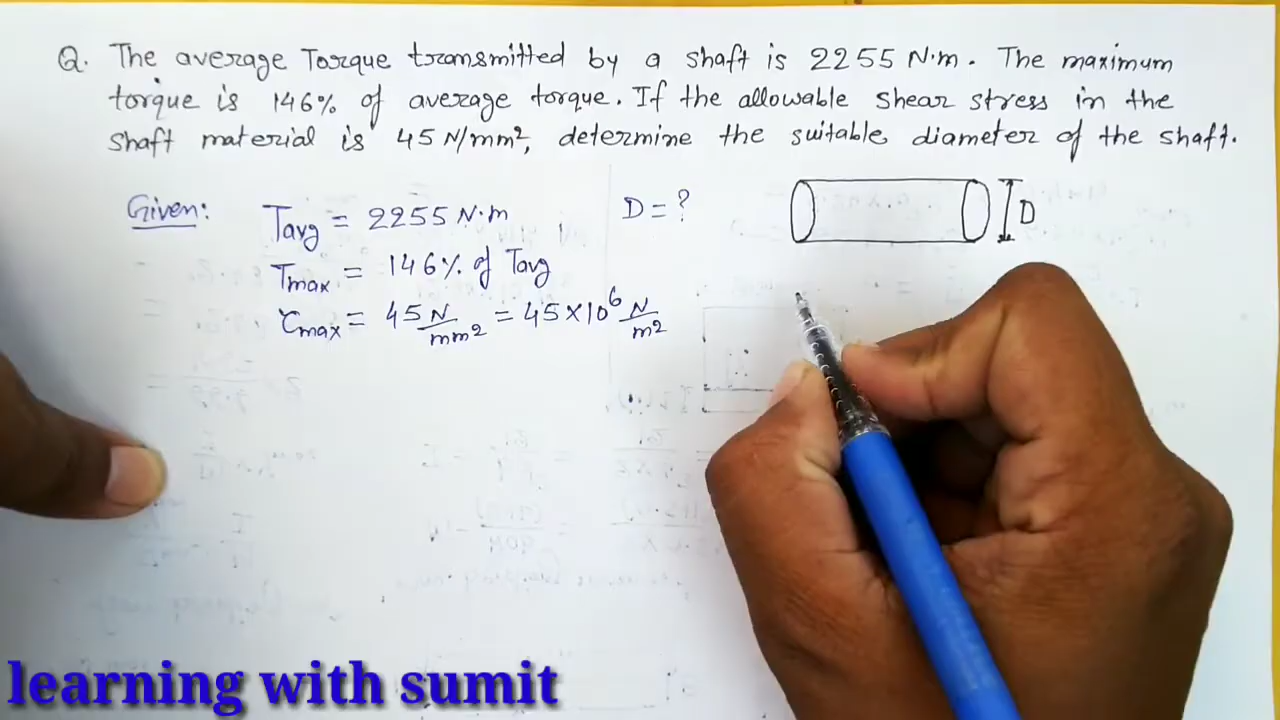 Q. The average Torque transmitted by a shaft is 2255 N·m. The maximum
torque is 146% of average torque. If the allowable shear stress in the
shaft material is 45 N/mm², determine the suitable diameter of the shaft.
Given: Tavg = 2255 N·m D = ? D
Tmax = 146% of Tavg
τmax = 45 N/mm² = 45×10⁶ N/m²
learning with sumit